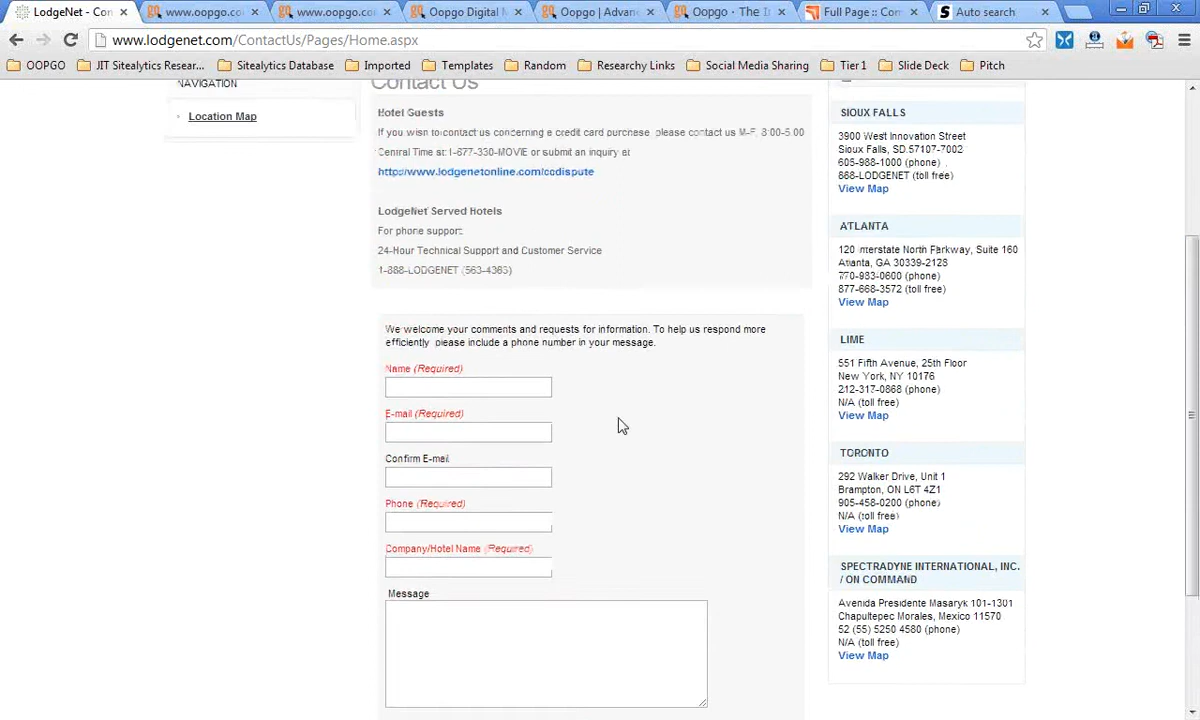 LodgeNet - Con
www.oopgo.co
www.oopgo.com
Oopgo Digital M
Oopgo | Advan
Oopgo - The I
Full Page :: Com
Auto search
www.lodgenet.com/ContactUs/Pages/Home.aspx
OOPGO
JIT Sitealytics Resear...
Sitealytics Database
Imported
Templates
Random
Researchy Links
Social Media Sharing
Tier1
Slide Deck
Pitch
NAVIGATION
Location Map
Contact Us
Hotel Guests
If you wish to contact us concerning a credit card purchase, please contact us M-F, 8:00-5:00
Central Time at 1-877-330-MOVIE or submit an inquiry at
http://www.lodgenetonline.com/ccdispute
LodgeNet Served Hotels
For phone support:
24-Hour Technical Support and Customer Service
1-888-LODGENET (563-4363)
We welcome your comments and requests for information. To help us respond more
efficiently please include a phone number in your message.
Name (Required)
E-mail (Required)
Confirm E-mail
Phone (Required)
Company/Hotel Name (Required)
Message
SIOUX FALLS
3900 West Innovation Street
Sioux Falls, SD 57107-7002
605-988-1000 (phone)
888-LODGENET (toll free)
View Map
ATLANTA
120 Interstate North Parkway, Suite 160
Atlanta, GA 30339-2128
770-983-0600 (phone)
877-668-3572 (toll free)
View Map
LIME
551 Fifth Avenue, 25th Floor
New York, NY 10176
212-317-0868 (phone)
N/A (toll free)
View Map
TORONTO
292 Walker Drive, Unit 1
Brampton, ON L6T 4Z1
905-458-0200 (phone)
N/A (toll free)
View Map
SPECTRADYNE INTERNATIONAL, INC.
/ ON COMMAND
Avenida Presidente Masaryk 101-1301
Chapultepec Morales, Mexico 11570
52 (55) 5250 4580 (phone)
N/A (toll free)
View Map